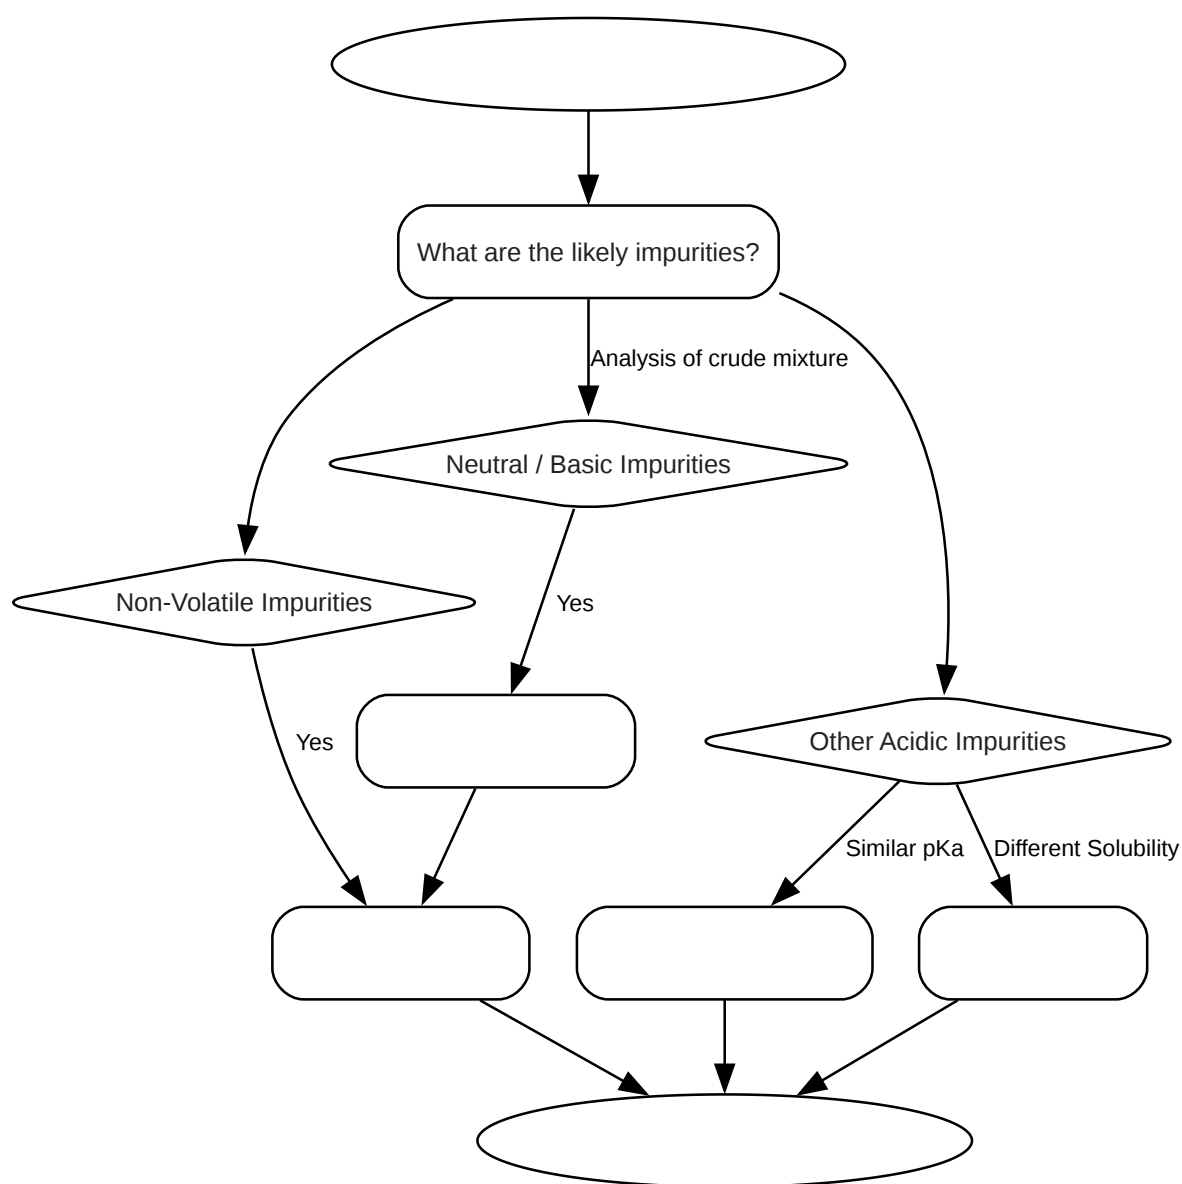 What are the likely impurities?
Analysis of crude mixture
Neutral / Basic Impurities
Non-Volatile Impurities
Yes
Yes
Other Acidic Impurities
Similar pKa
Different Solubility